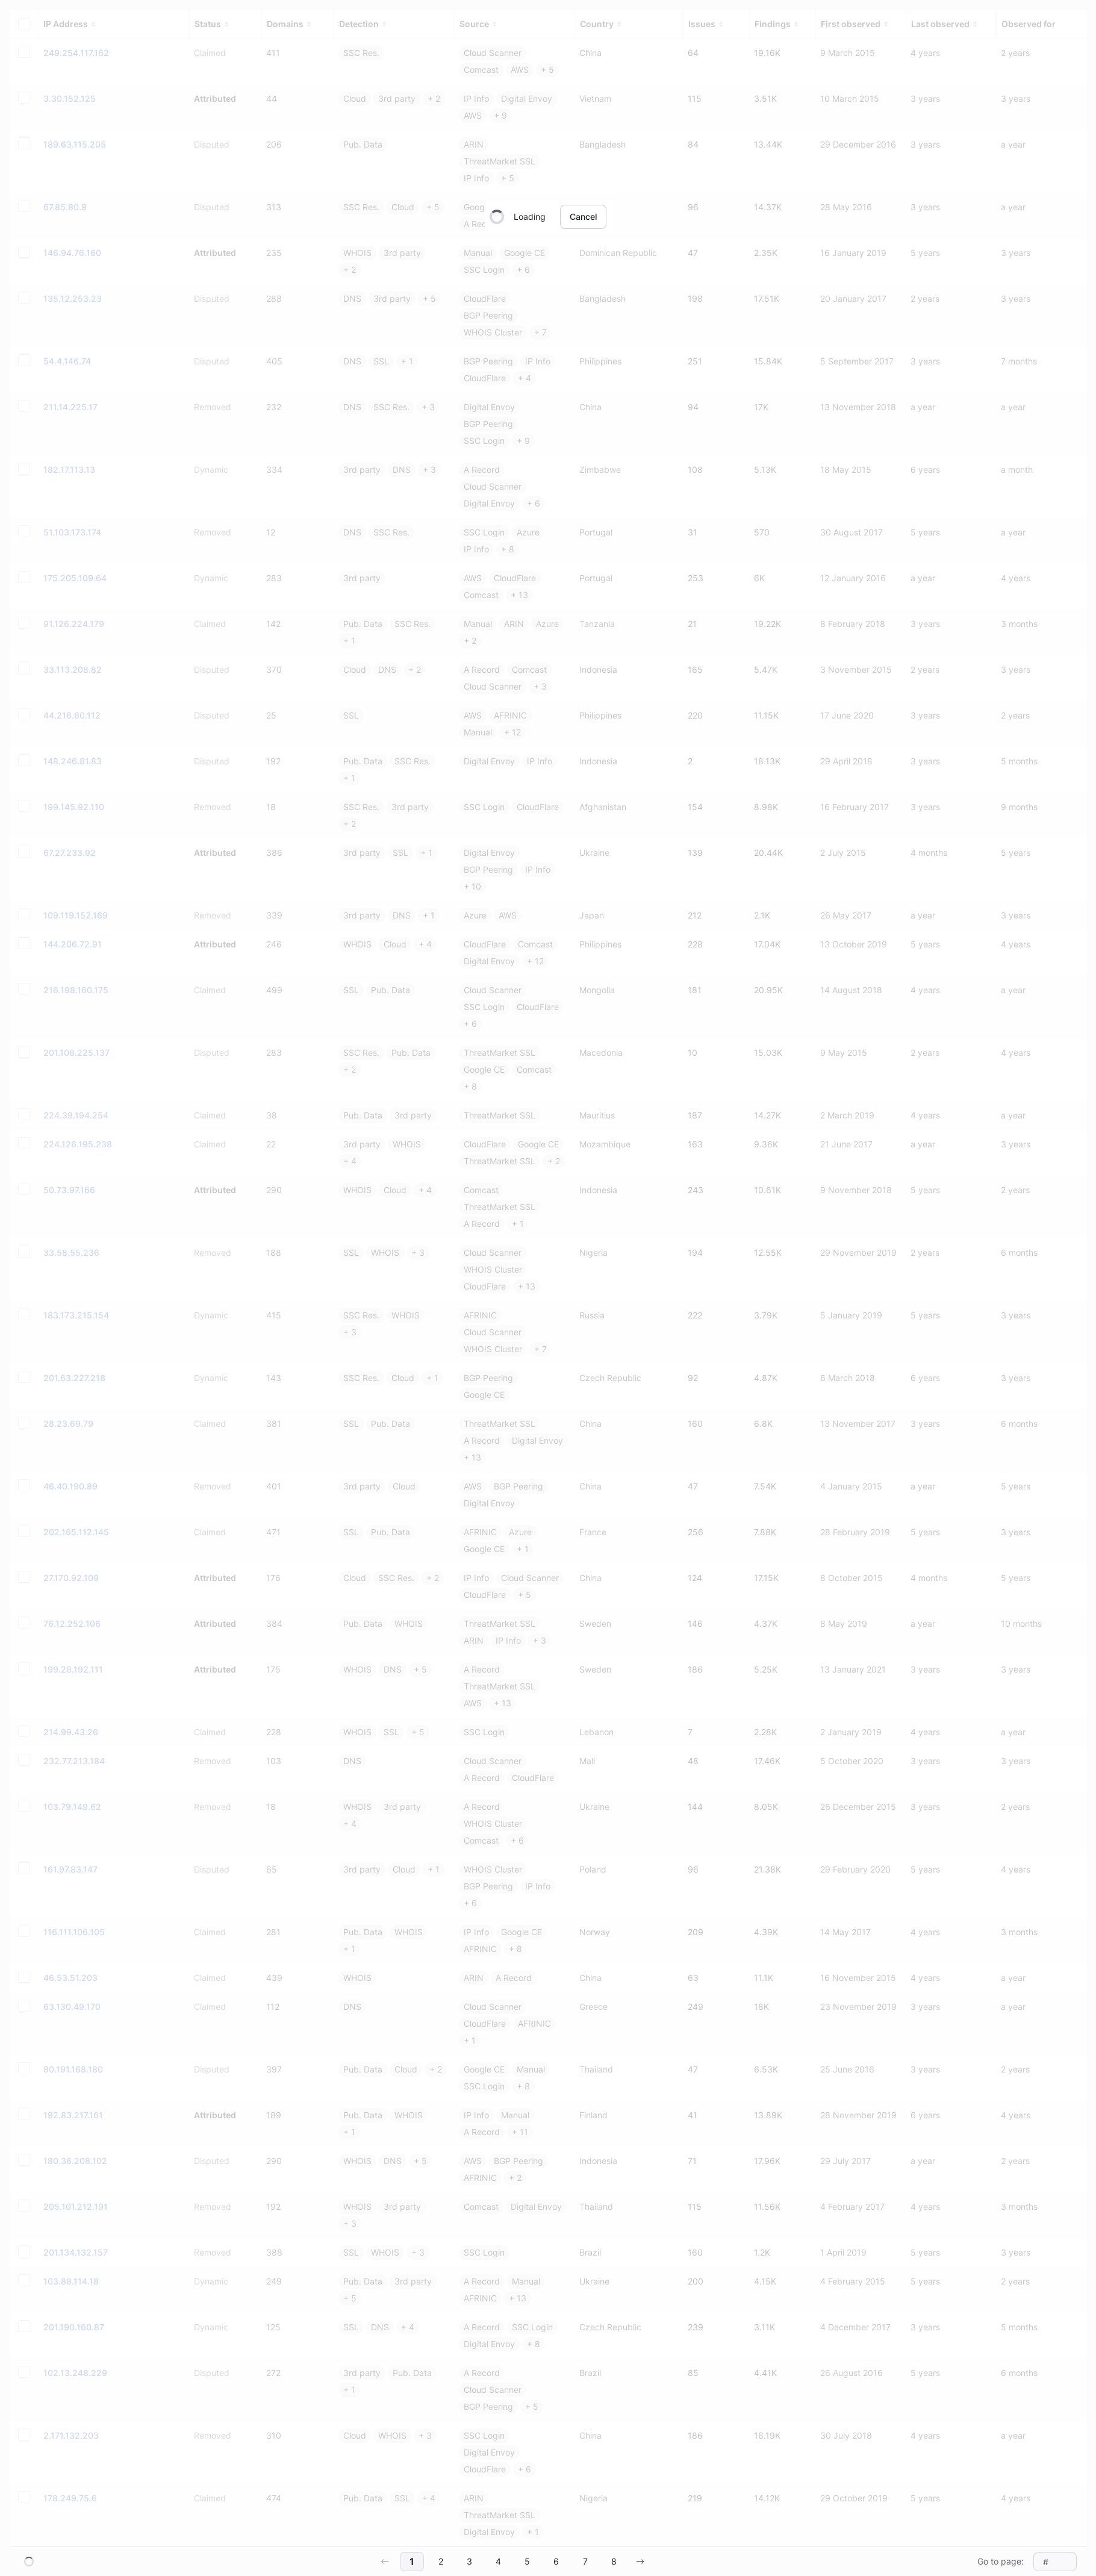 IP Address Status Domains Detection Source Country Issues Findings First observed Last observed Observed for
249.254.117.162 Claimed 411 SSC Res. Cloud Scanner China 64 19.16K 9 March 2015 4 years 2 years
Comcast AWS + 5
3.30.152.125 Attributed 44 Cloud 3rd party + 2 IP Info Digital Envoy Vietnam 115 3.51K 10 March 2015 3 years 3 years
AWS + 9
189.63.115.205 Disputed 206 Pub. Data ARIN Bangladesh 84 13.44K 29 December 2016 3 years a year
ThreatMarket SSL
IP Info + 5
67.85.80.9 Disputed 313 SSC Res. Cloud + 5 96 14.37K 28 May 2016 3 years a year
Loading Cancel
146.94.76.160 Attributed 235 WHOIS 3rd party Manual Google CE Dominican Republic 47 2.35K 16 January 2019 5 years 3 years
+ 2 SSC Login + 6
135.12.253.23 Disputed 288 DNS 3rd party + 5 CloudFlare Bangladesh 198 17.51K 20 January 2017 2 years 3 years
BGP Peering
WHOIS Cluster + 7
54.4.146.74 Disputed 405 DNS SSL + 1 BGP Peering IP Info Philippines 251 15.84K 5 September 2017 3 years 7 months
CloudFlare + 4
211.14.225.17 Removed 232 DNS SSC Res. + 3 Digital Envoy China 94 17K 13 November 2018 a year a year
BGP Peering
SSC Login + 9
182.17.113.13 Dynamic 334 3rd party DNS + 3 A Record Zimbabwe 108 5.13K 18 May 2015 6 years a month
Cloud Scanner
Digital Envoy + 6
51.103.173.174 Removed 12 DNS SSC Res. SSC Login Azure Portugal 31 570 30 August 2017 5 years a year
IP Info + 8
175.205.109.64 Dynamic 283 3rd party AWS CloudFlare Portugal 253 6K 12 January 2016 a year 4 years
Comcast + 13
91.126.224.179 Claimed 142 Pub. Data SSC Res. Manual ARIN Azure Tanzania 21 19.22K 8 February 2018 3 years 3 months
+ 1 + 2
33.113.208.82 Disputed 370 Cloud DNS + 2 A Record Comcast Indonesia 165 5.47K 3 November 2015 2 years 3 years
Cloud Scanner + 3
44.216.60.112 Disputed 25 SSL AWS AFRINIC Philippines 220 11.15K 17 June 2020 3 years 2 years
Manual + 12
148.246.81.83 Disputed 192 Pub. Data SSC Res. Digital Envoy IP Info Indonesia 2 18.13K 29 April 2018 3 years 5 months
+ 1
199.145.92.110 Removed 18 SSC Res. 3rd party SSC Login CloudFlare Afghanistan 154 8.98K 16 February 2017 3 years 9 months
+ 2
67.27.233.92 Attributed 386 3rd party SSL + 1 Digital Envoy Ukraine 139 20.44K 2 July 2015 4 months 5 years
BGP Peering IP Info
+ 10
109.119.152.169 Removed 339 3rd party DNS + 1 Azure AWS Japan 212 2.1K 26 May 2017 a year 3 years
144.206.72.91 Attributed 246 WHOIS Cloud + 4 CloudFlare Comcast Philippines 228 17.04K 13 October 2019 5 years 4 years
Digital Envoy + 12
216.198.160.175 Claimed 499 SSL Pub. Data Cloud Scanner Mongolia 181 20.95K 14 August 2018 4 years a year
SSC Login CloudFlare
+ 6
201.108.225.137 Disputed 283 SSC Res. Pub. Data ThreatMarket SSL Macedonia 10 15.03K 9 May 2015 2 years 4 years
+ 2 Google CE Comcast
+ 8
224.39.194.254 Claimed 38 Pub. Data 3rd party ThreatMarket SSL Mauritius 187 14.27K 2 March 2019 4 years a year
224.126.195.238 Claimed 22 3rd party WHOIS CloudFlare Google CE Mozambique 163 9.36K 21 June 2017 a year 3 years
+ 4 ThreatMarket SSL + 2
50.73.97.166 Attributed 290 WHOIS Cloud + 4 Comcast Indonesia 243 10.61K 9 November 2018 5 years 2 years
ThreatMarket SSL
A Record + 1
33.58.55.236 Removed 188 SSL WHOIS + 3 Cloud Scanner Nigeria 194 12.55K 29 November 2019 2 years 6 months
WHOIS Cluster
CloudFlare + 13
183.173.215.154 Dynamic 415 SSC Res. WHOIS AFRINIC Russia 222 3.79K 5 January 2019 5 years 3 years
+ 3 Cloud Scanner
WHOIS Cluster + 7
201.63.227.218 Dynamic 143 SSC Res. Cloud + 1 BGP Peering Czech Republic 92 4.87K 6 March 2018 6 years 3 years
Google CE
28.23.69.79 Claimed 381 SSL Pub. Data ThreatMarket SSL China 160 6.8K 13 November 2017 3 years 6 months
A Record Digital Envoy
+ 13
46.40.190.89 Removed 401 3rd party Cloud AWS BGP Peering China 47 7.54K 4 January 2015 a year 5 years
Digital Envoy
202.165.112.145 Claimed 471 SSL Pub. Data AFRINIC Azure France 256 7.88K 28 February 2019 5 years 3 years
Google CE + 1
27.170.92.109 Attributed 176 Cloud SSC Res. + 2 IP Info Cloud Scanner China 124 17.15K 8 October 2015 4 months 5 years
CloudFlare + 5
76.12.252.106 Attributed 384 Pub. Data WHOIS ThreatMarket SSL Sweden 146 4.37K 8 May 2019 a year 10 months
ARIN IP Info + 3
199.28.192.111 Attributed 175 WHOIS DNS + 5 A Record Sweden 186 5.25K 13 January 2021 3 years 3 years
ThreatMarket SSL
AWS + 13
214.99.43.26 Claimed 228 WHOIS SSL + 5 SSC Login Lebanon 7 2.28K 2 January 2019 4 years a year
232.77.213.184 Removed 103 DNS Cloud Scanner Mali 48 17.46K 5 October 2020 3 years 3 years
A Record CloudFlare
103.79.149.62 Removed 18 WHOIS 3rd party A Record Ukraine 144 8.05K 26 December 2015 3 years 2 years
+ 4 WHOIS Cluster
Comcast + 6
161.97.83.147 Disputed 65 3rd party Cloud + 1 WHOIS Cluster Poland 96 21.38K 29 February 2020 5 years 4 years
BGP Peering IP Info
+ 6
116.111.106.105 Claimed 281 Pub. Data WHOIS IP Info Google CE Norway 209 4.39K 14 May 2017 4 years 3 months
+ 1 AFRINIC + 8
46.53.51.203 Claimed 439 WHOIS ARIN A Record China 63 11.1K 16 November 2015 4 years a year
63.130.49.170 Claimed 112 DNS Cloud Scanner Greece 249 18K 23 November 2019 3 years a year
CloudFlare AFRINIC
+ 1
80.191.168.180 Disputed 397 Pub. Data Cloud + 2 Google CE Manual Thailand 47 6.53K 25 June 2016 3 years 2 years
SSC Login + 8
192.83.217.161 Attributed 189 Pub. Data WHOIS IP Info Manual Finland 41 13.89K 28 November 2019 6 years 4 years
+ 1 A Record + 11
180.36.208.102 Disputed 290 WHOIS DNS + 5 AWS BGP Peering Indonesia 71 17.96K 29 July 2017 a year 2 years
AFRINIC + 2
205.101.212.191 Removed 192 WHOIS 3rd party Comcast Digital Envoy Thailand 115 11.56K 4 February 2017 4 years 3 months
+ 3
201.134.132.157 Removed 388 SSL WHOIS + 3 SSC Login Brazil 160 1.2K 1 April 2019 5 years 3 years
103.88.114.16 Dynamic 249 Pub. Data 3rd party A Record Manual Ukraine 200 4.15K 4 February 2015 5 years 2 years
+ 5 AFRINIC + 13
201.190.160.87 Dynamic 125 SSL DNS + 4 A Record SSC Login Czech Republic 239 3.11K 4 December 2017 3 years 5 months
Digital Envoy + 8
102.13.248.229 Disputed 272 3rd party Pub. Data A Record Brazil 85 4.41K 26 August 2016 5 years 6 months
+ 1 Cloud Scanner
BGP Peering + 5
2.171.132.203 Removed 310 Cloud WHOIS + 3 SSC Login China 186 16.19K 30 July 2018 4 years a year
Digital Envoy
CloudFlare + 6
178.249.75.6 Claimed 474 Pub. Data SSL + 4 ARIN Nigeria 219 14.12K 29 October 2019 5 years 4 years
ThreatMarket SSL
Digital Envoy + 1
← 1 2 3 4 5 6 7 8 → Go to page: #